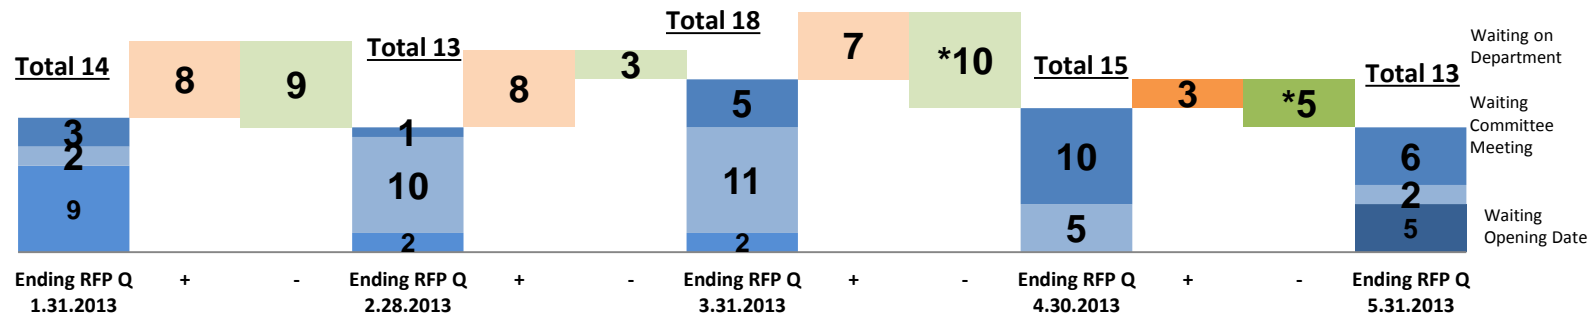 Total 14
8
9
Total 13
8
3
Total 18
7
*10
Total 15
3
*5
Total 13
Waiting on
Department
Waiting
Committee
Meeting
Waiting
Opening Date
3
2
9
1
10
2
5
11
2
10
5
6
2
5
Ending RFP Q
1.31.2013
+
-
Ending RFP Q
2.28.2013
+
-
Ending RFP Q
3.31.2013
+
-
Ending RFP Q
4.30.2013
+
-
Ending RFP Q
5.31.2013